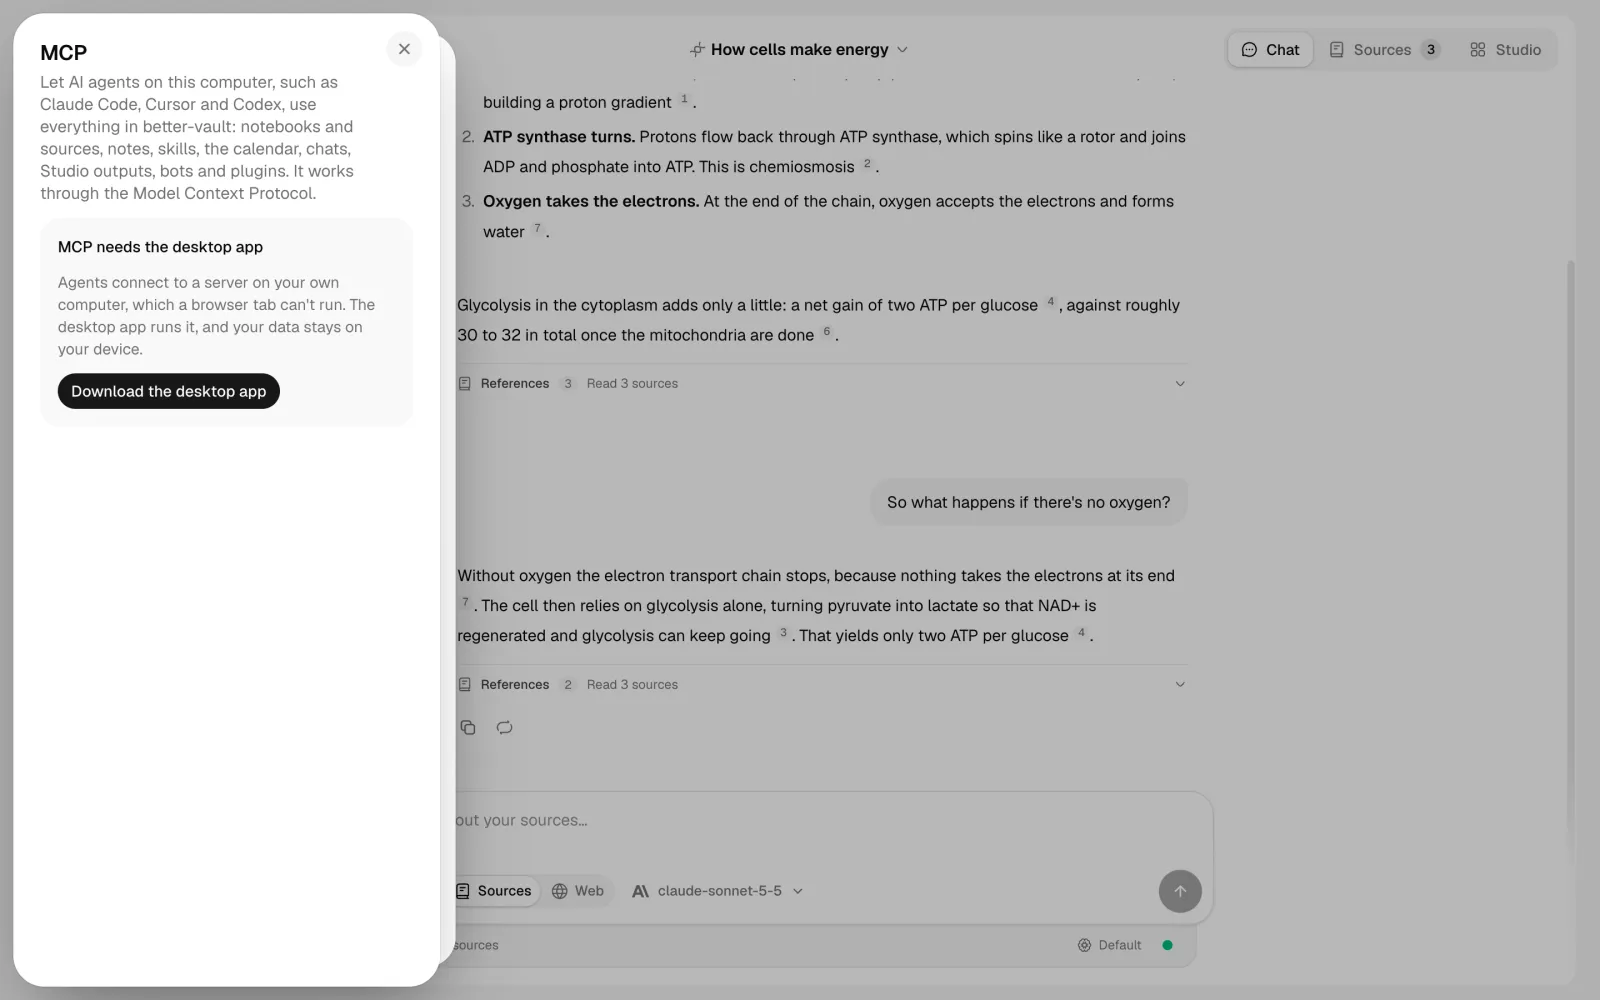 MCP
Let AI agents on this computer, such as
Claude Code, Cursor and Codex, use
everything in better-vault: notebooks and
sources, notes, skills, the calendar, chats,
Studio outputs, bots and plugins. It works
through the Model Context Protocol.
MCP needs the desktop app
Agents connect to a server on your own
computer, which a browser tab can't run. The
desktop app runs it, and your data stays on
your device.
Download the desktop app
How cells make energy
Chat
Sources 3
Studio
building a proton gradient 1 .
2. ATP synthase turns. Protons flow back through ATP synthase, which spins like a rotor and joins
ADP and phosphate into ATP. This is chemiosmosis 2 .
3. Oxygen takes the electrons. At the end of the chain, oxygen accepts the electrons and forms
water 7 .
Glycolysis in the cytoplasm adds only a little: a net gain of two ATP per glucose 4 , against roughly
30 to 32 in total once the mitochondria are done 6 .
References 3 Read 3 sources
So what happens if there's no oxygen?
Without oxygen the electron transport chain stops, because nothing takes the electrons at its end
7 . The cell then relies on glycolysis alone, turning pyruvate into lactate so that NAD+ is
regenerated and glycolysis can keep going 3 . That yields only two ATP per glucose 4 .
References 2 Read 3 sources
out your sources...
Sources Web claude-sonnet-5-5
sources
Default